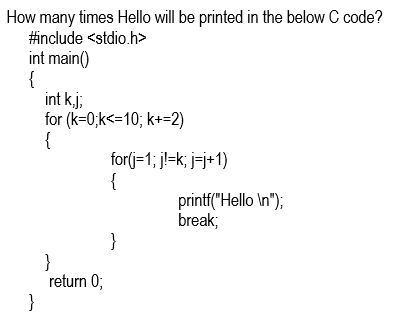 How many times Hello will be printed in the below C code?
#include <stdio.h>
int main()
{
int k,j;
for (k=0;k<=10; k+=2)
{
for(j=1; j!=k; j=j+1)
{
printf("Hello \n");
break;
}
}
return 0;
}